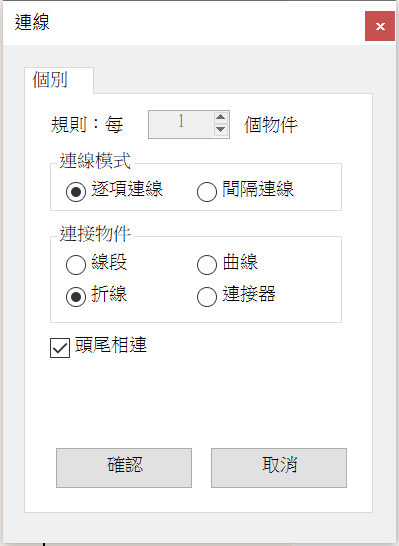 連線
個別
規則：每 1 個物件
連線模式
逐項連線 間隔連線
連接物件
線段 曲線
折線 連接器
頭尾相連
確認 取消